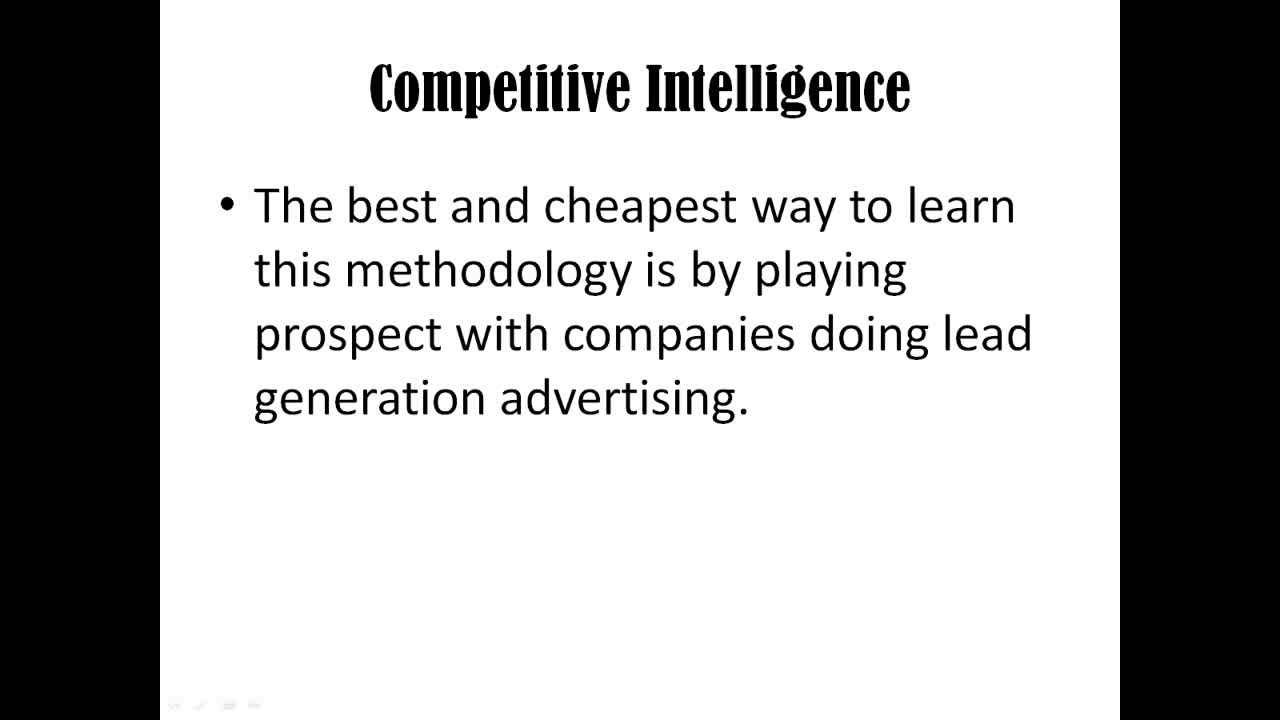 Competitive Intelligence
• The best and cheapest way to learn
this methodology is by playing
prospect with companies doing lead
generation advertising.